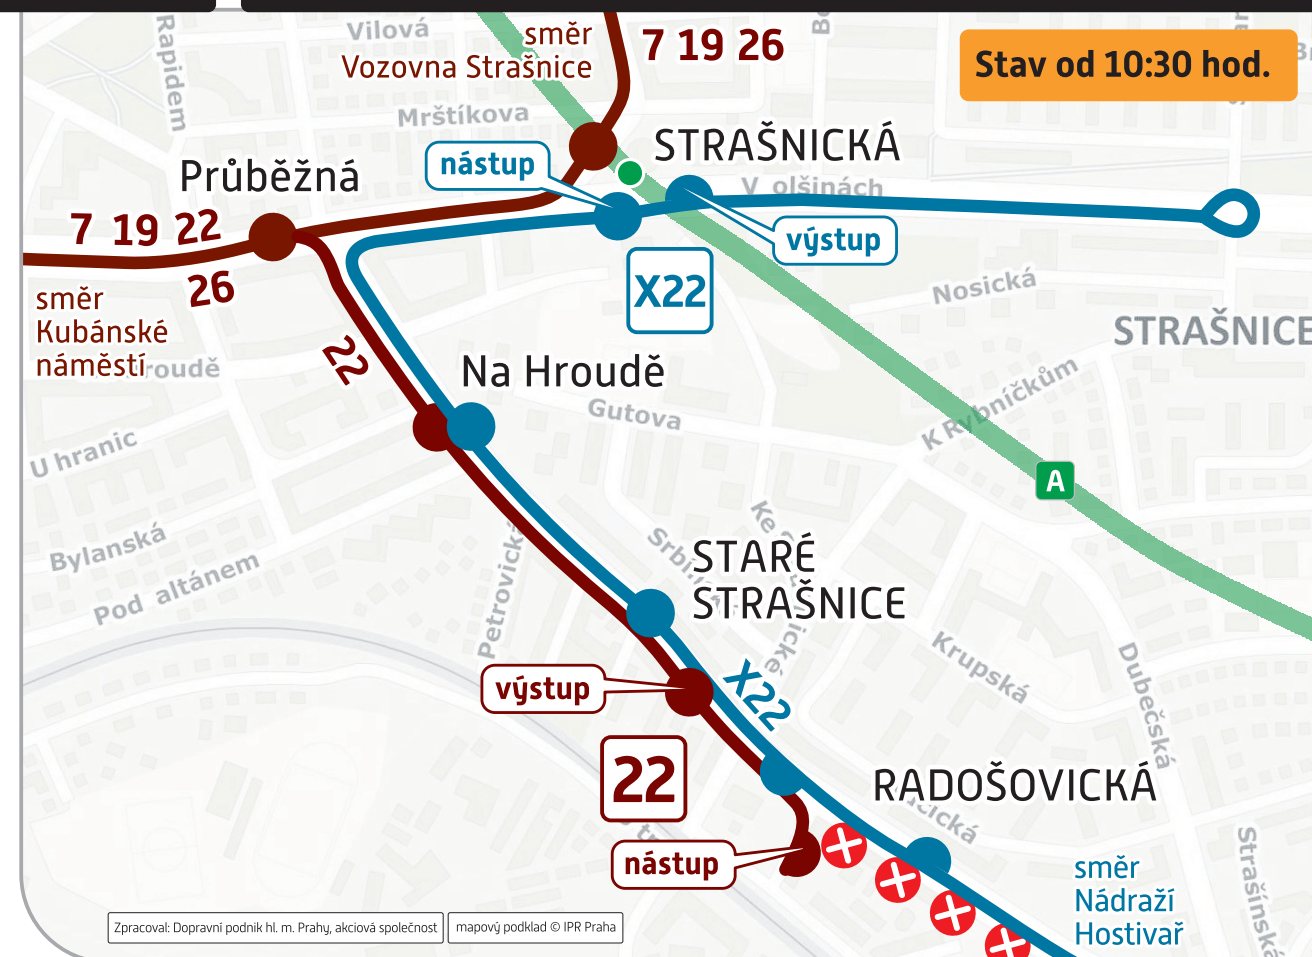 Rapidem
Vilová
směr
Vozovna Strašnice
7 19 26
Stav od 10:30 hod.
Mrštíkova
STRAŠNICKÁ
nástup
Průběžná
V olšinách
7 19 22
výstup
26
X22
směr
Kubánské
náměstí
Nosická
STRAŠNICE
22
Na Hroudě
Gutova
K Rybníčkům
U hranic
A
Bylanská
Pod altánem
Petrovická
STARÉ
STRAŠNICE
Krupská
Dubečská
výstup
X22
22
RADOŠOVICKÁ
nástup
směr
Nádraží
Hostivař
Strašínská
Zpracoval: Dopravní podnik hl. m. Prahy, akciová společnost
mapový podklad © IPR Praha